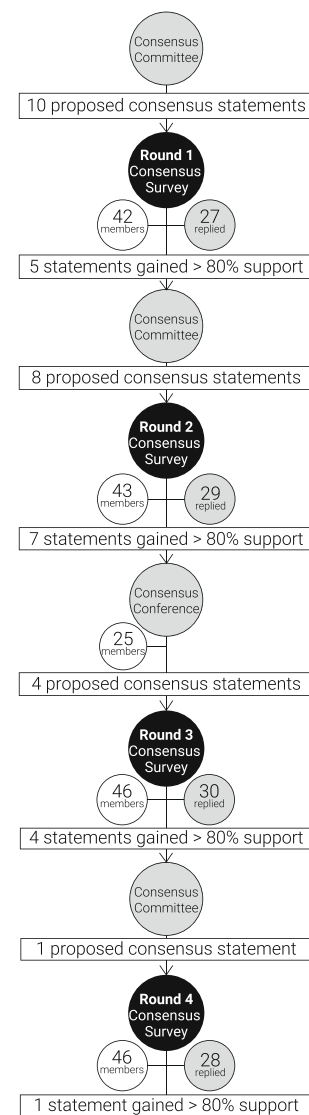 Consensus
Committee
10 proposed consensus statements
Round 1
Consensus
Survey
42
members
27
replied
5 statements gained > 80% support
Consensus
Committee
8 proposed consensus statements
Round 2
Consensus
Survey
43
members
29
replied
7 statements gained > 80% support
Consensus
Conference
25
members
4 proposed consensus statements
Round 3
Consensus
Survey
46
members
30
replied
4 statements gained > 80% support
Consensus
Committee
1 proposed consensus statement
Round 4
Consensus
Survey
46
members
28
replied
1 statement gained > 80% support